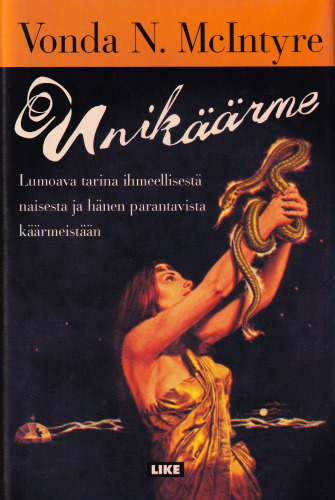 Vonda N. McIntyre
Unikäärme
Lumoava tarina ihmeellisestä
naisesta ja hänen parantavista
käärmeistään
LIKE